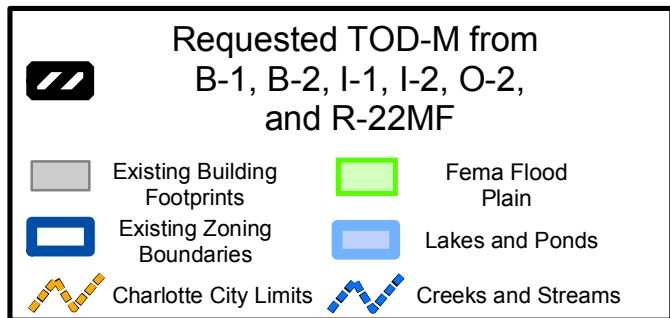 Requested TOD-M from
B-1, B-2, I-1, I-2, O-2,
and R-22MF
Existing Building
Footprints
Fema Flood
Plain
Existing Zoning
Boundaries
Lakes and Ponds
Charlotte City Limits
Creeks and Streams